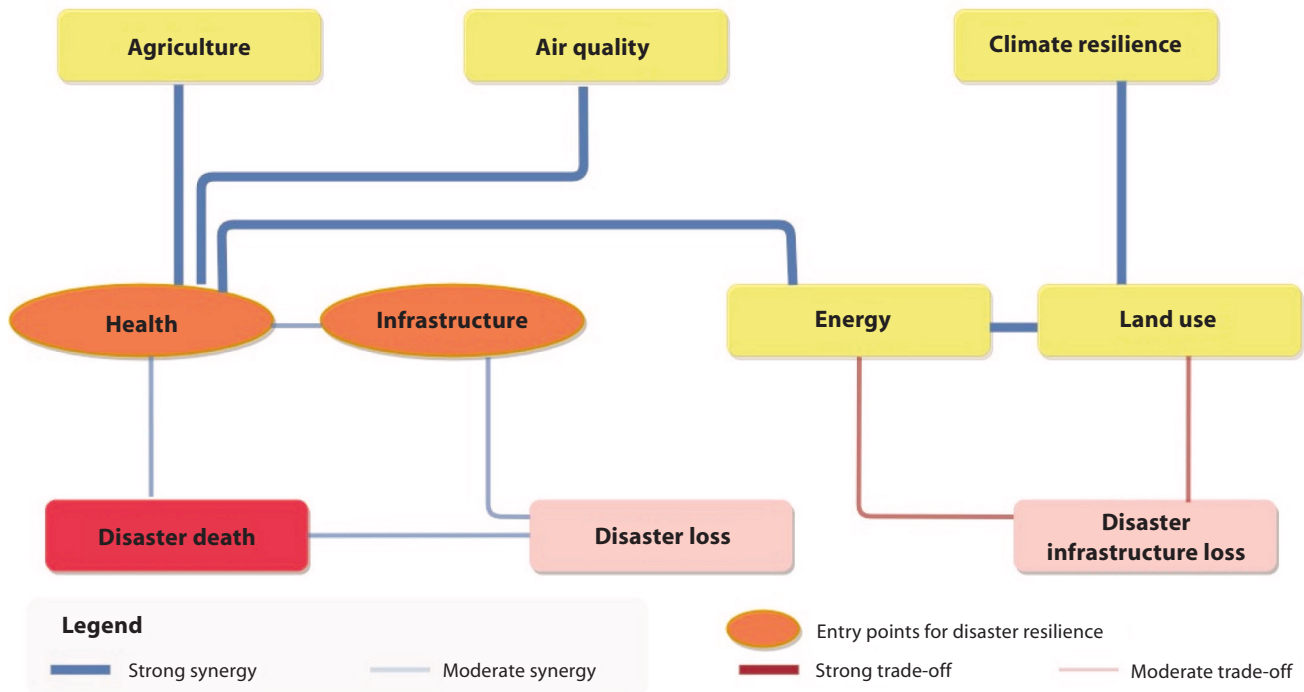 Agriculture
Air quality
Climate resilience
Health
Infrastructure
Energy
Land use
Disaster death
Disaster loss
Disaster
infrastructure loss
Legend
Strong synergy
Moderate synergy
Entry points for disaster resilience
Strong trade-off
Moderate trade-off